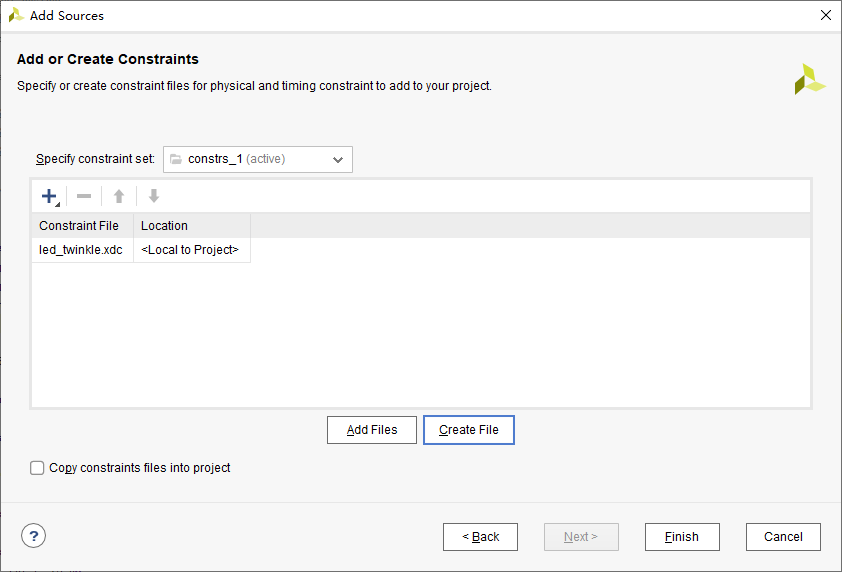 Add Sources
Add or Create Constraints
Specify or create constraint files for physical and timing constraint to add to your project.
Specify constraint set: constrs_1 (active)
Constraint File Location
led_twinkle.xdc <Local to Project>
Add Files Create File
Copy constraints files into project
? < Back Next > Finish Cancel